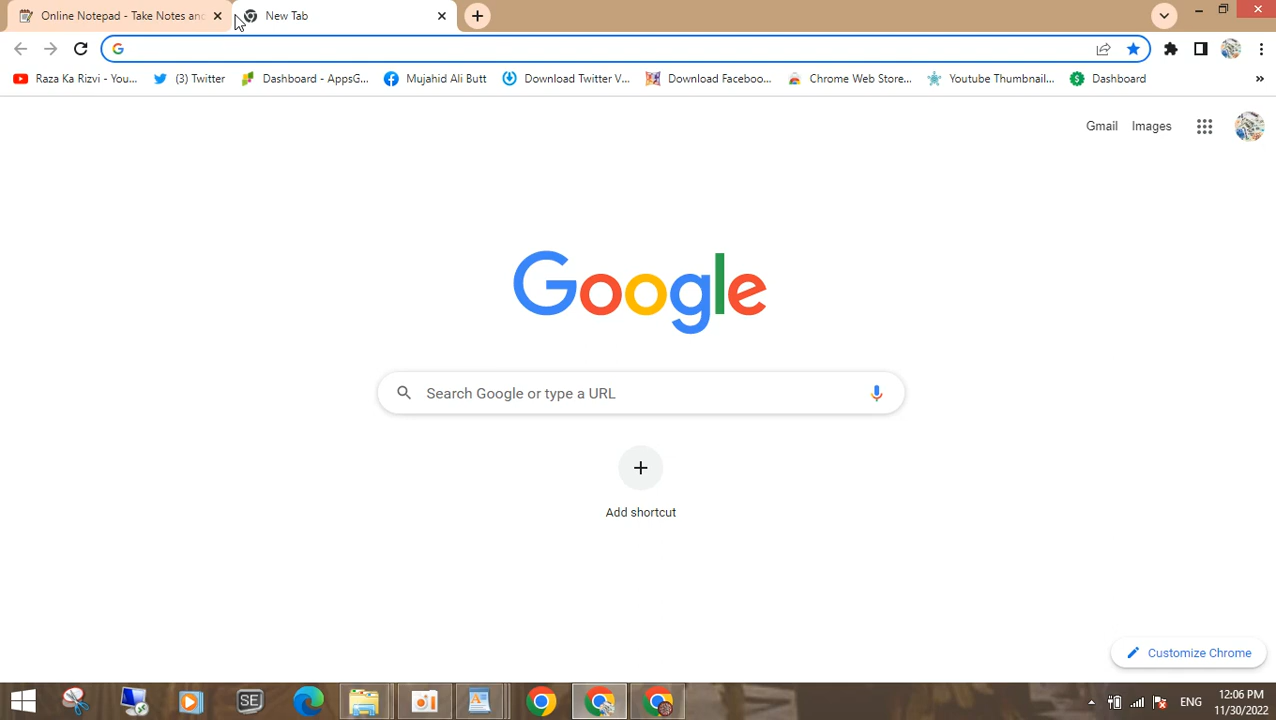 Online Notepad - Take Notes and
New Tab
Raza Ka Rizvi - You...
(3) Twitter
Dashboard - AppsG...
Mujahid Ali Butt
Download Twitter V...
Download Faceboo...
Chrome Web Store...
Youtube Thumbnail...
Dashboard
»
Gmail
Images
Google
Search Google or type a URL
Add shortcut
Customize Chrome
SE
ENG
12:06 PM
11/30/2022